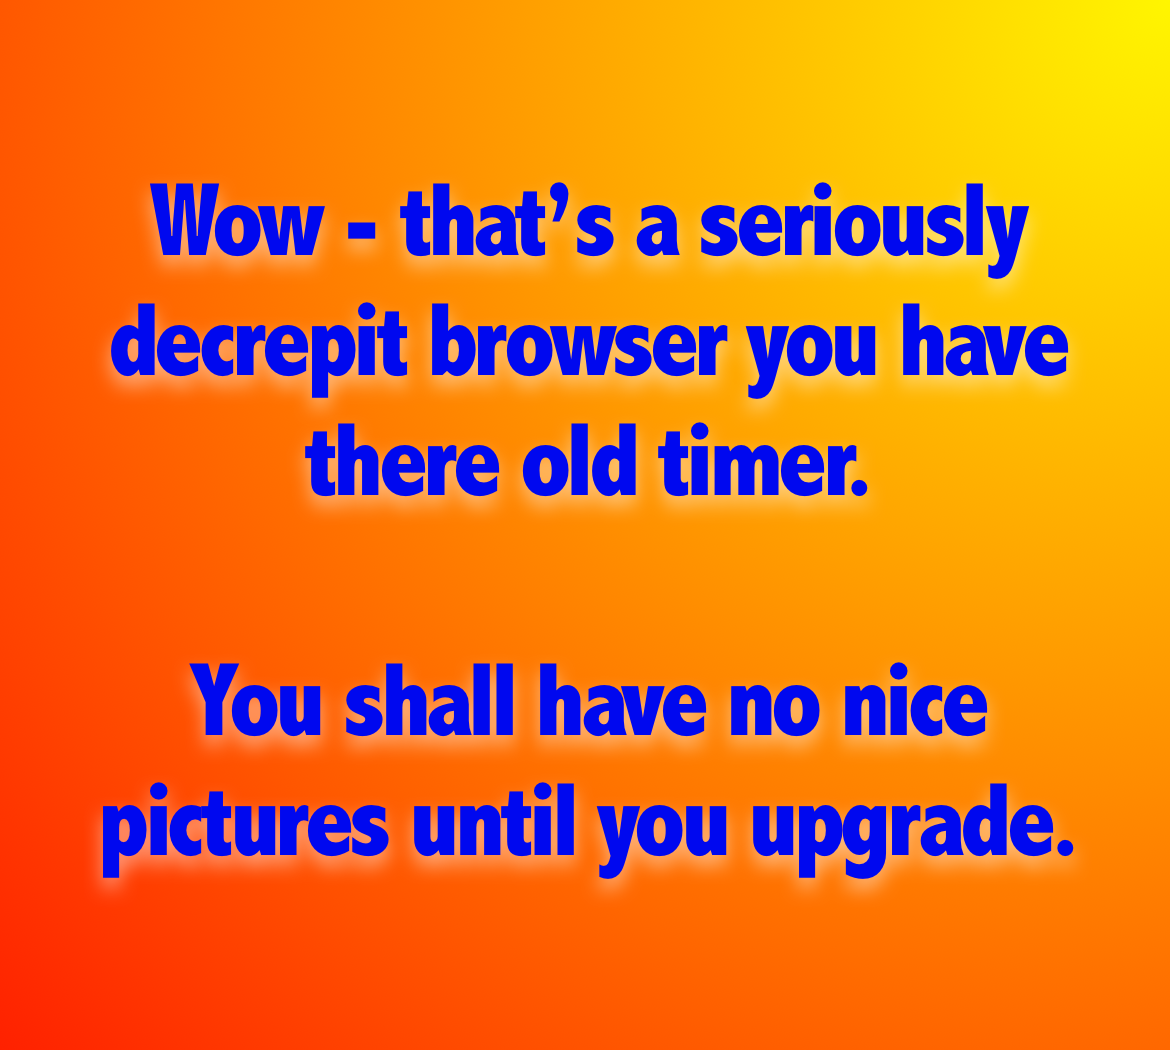 Wow - that’s a seriously
decrepit browser you have
there old timer.
You shall have no nice
pictures until you upgrade.